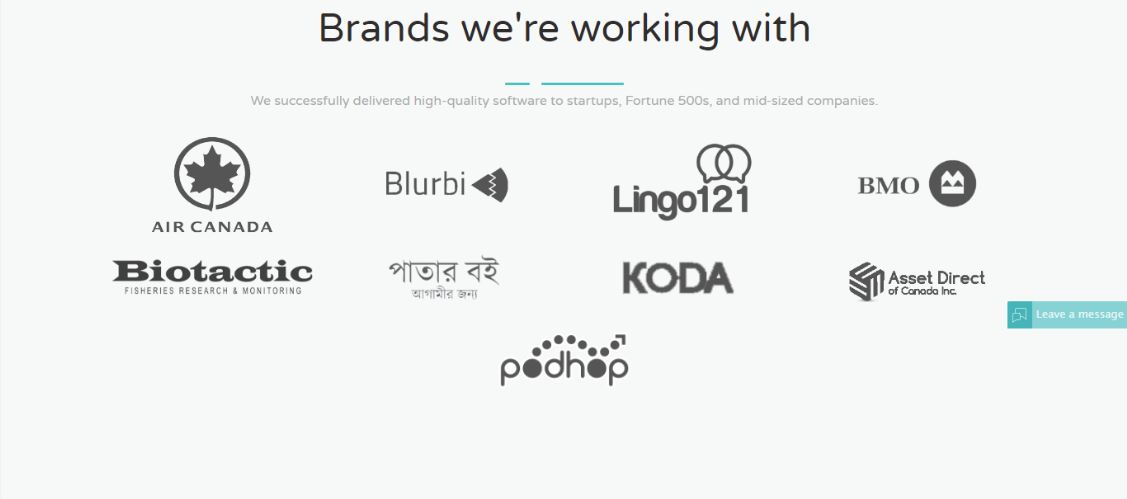 Brands we're working with
We successfully delivered high-quality software to startups, Fortune 500s, and mid-sized companies.
AIR CANADA
Blurbi
Lingo121
BMO
Biotactic
FISHERIES RESEARCH & MONITORING
পাতার বই
আগামীর জন্য
KODA
Asset Direct
of Canada Inc.
Leave a message
podhop